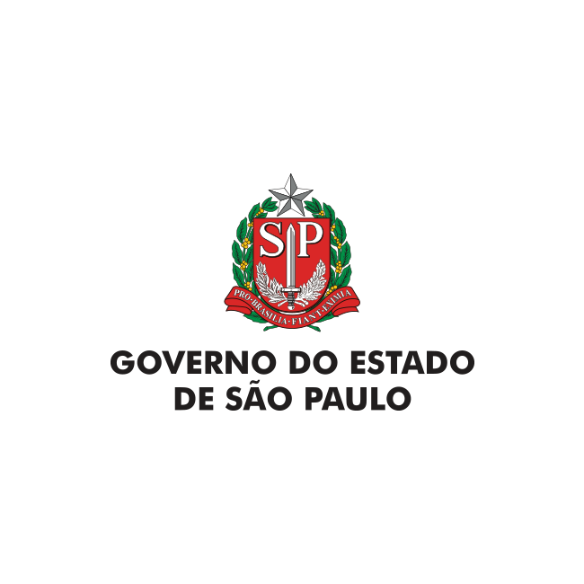 SP
PRO·BRASILIA·FIANT·EXIMIA
GOVERNO DO ESTADO
DE SÃO PAULO